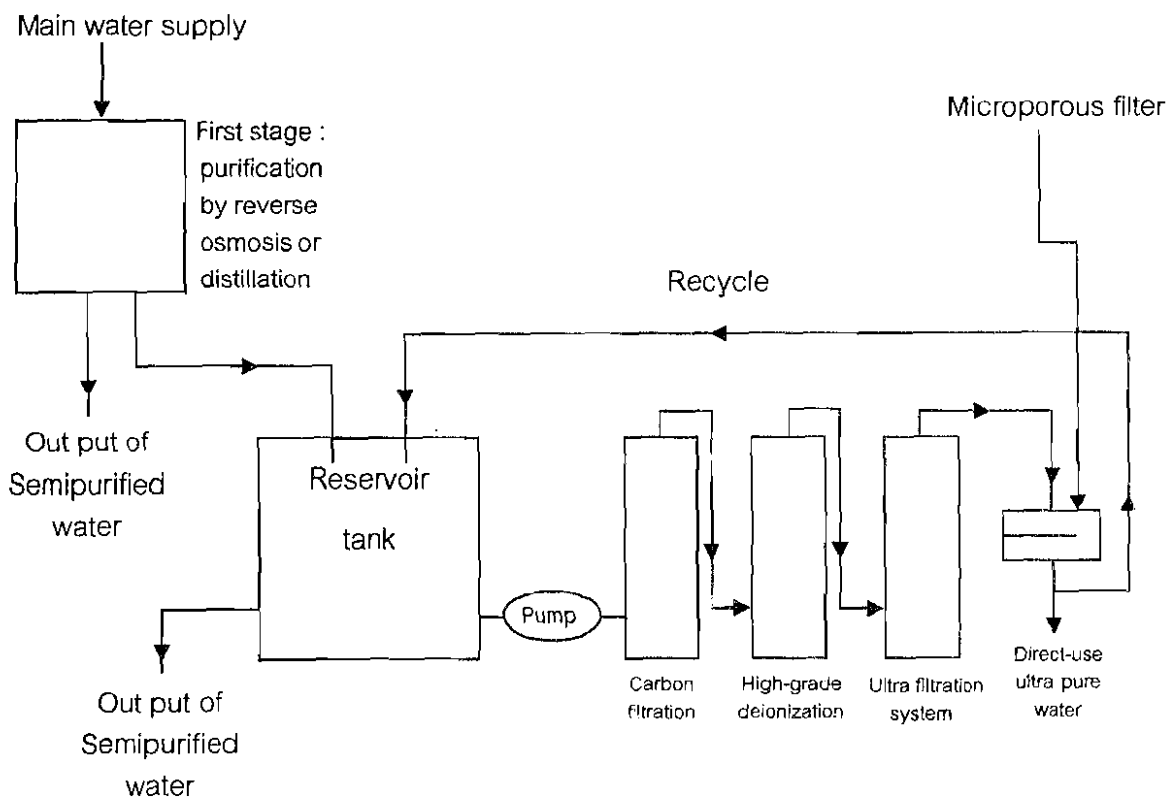 Main water supply
First stage :
purification
by reverse
osmosis or
distillation
Microporous filter
Recycle
Out put of
Semipurified
water
Reservoir
tank
Pump
Out put of
Semipurified
water
Carbon
filtration
High-grade
deionization
Ultra filtration
system
Direct-use
ultra pure
water